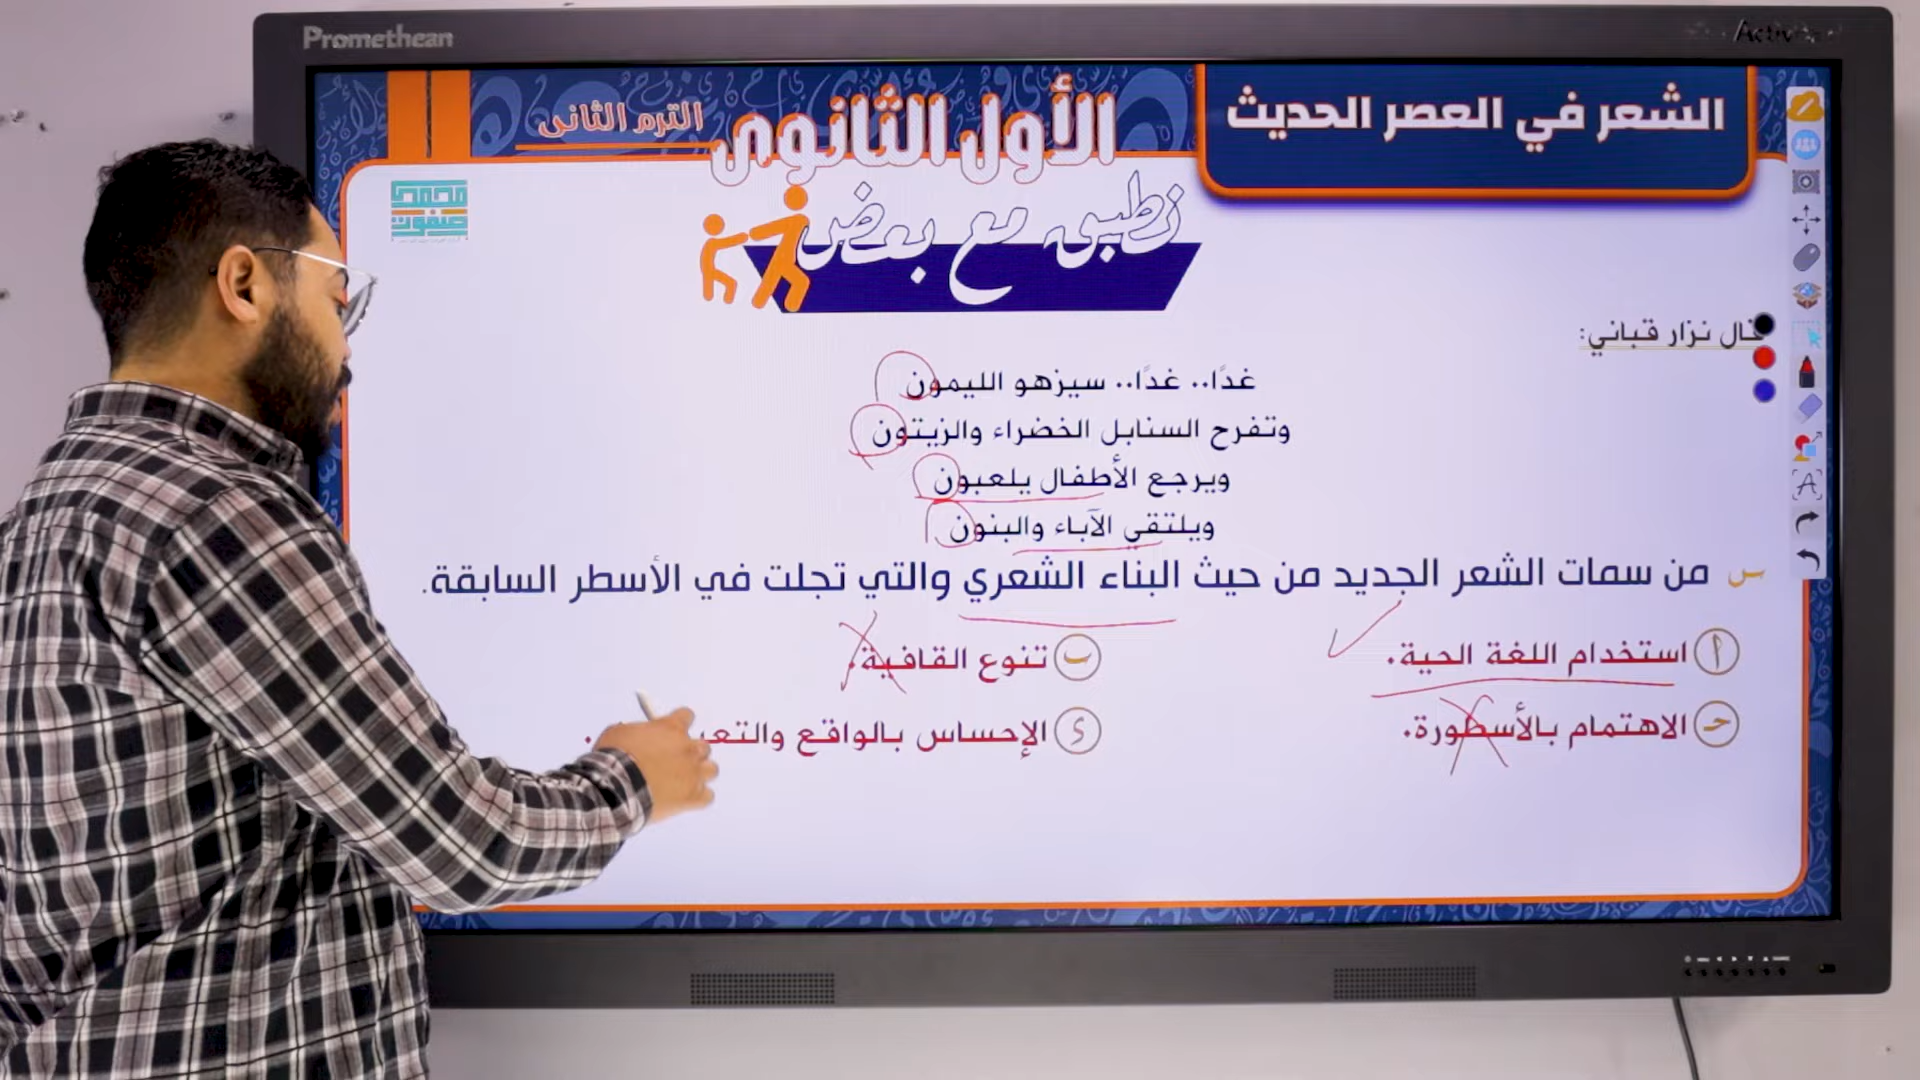 Promethean
الشعر في العصر الحديث
الأول الثانوي
الترم الثاني
نطبق مع بعض
قال نزار قباني:
غدًا.. غدًا.. سيزهو الليمون
وتفرح السنابل الخضراء والزيتون
ويرجع الأطفال يلعبون
ويلتقي الآباء والبنون
س من سمات الشعر الجديد من حيث البناء الشعري والتي تجلت في الأسطر السابقة.
أ استخدام اللغة الحية.
ب تنوع القافية.
جـ الاهتمام بالأسطورة.
د الإحساس بالواقع